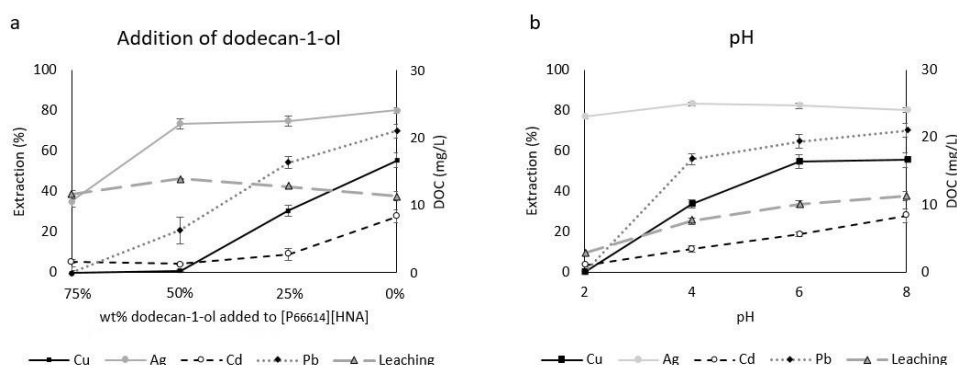 a
Addition of dodecan-1-ol
100
80
60
40
20
0
Extraction (%)
30
20
10
0
DOC (mg/L)
75%
50%
25%
0%
wt% dodecan-1-ol added to [P66614][HNA]
Cu
Ag
Cd
Pb
Leaching
b
pH
100
80
60
40
20
0
Extraction (%)
30
20
10
0
DOC (mg/L)
2
4
6
8
pH
Cu
Ag
Cd
Pb
Leaching